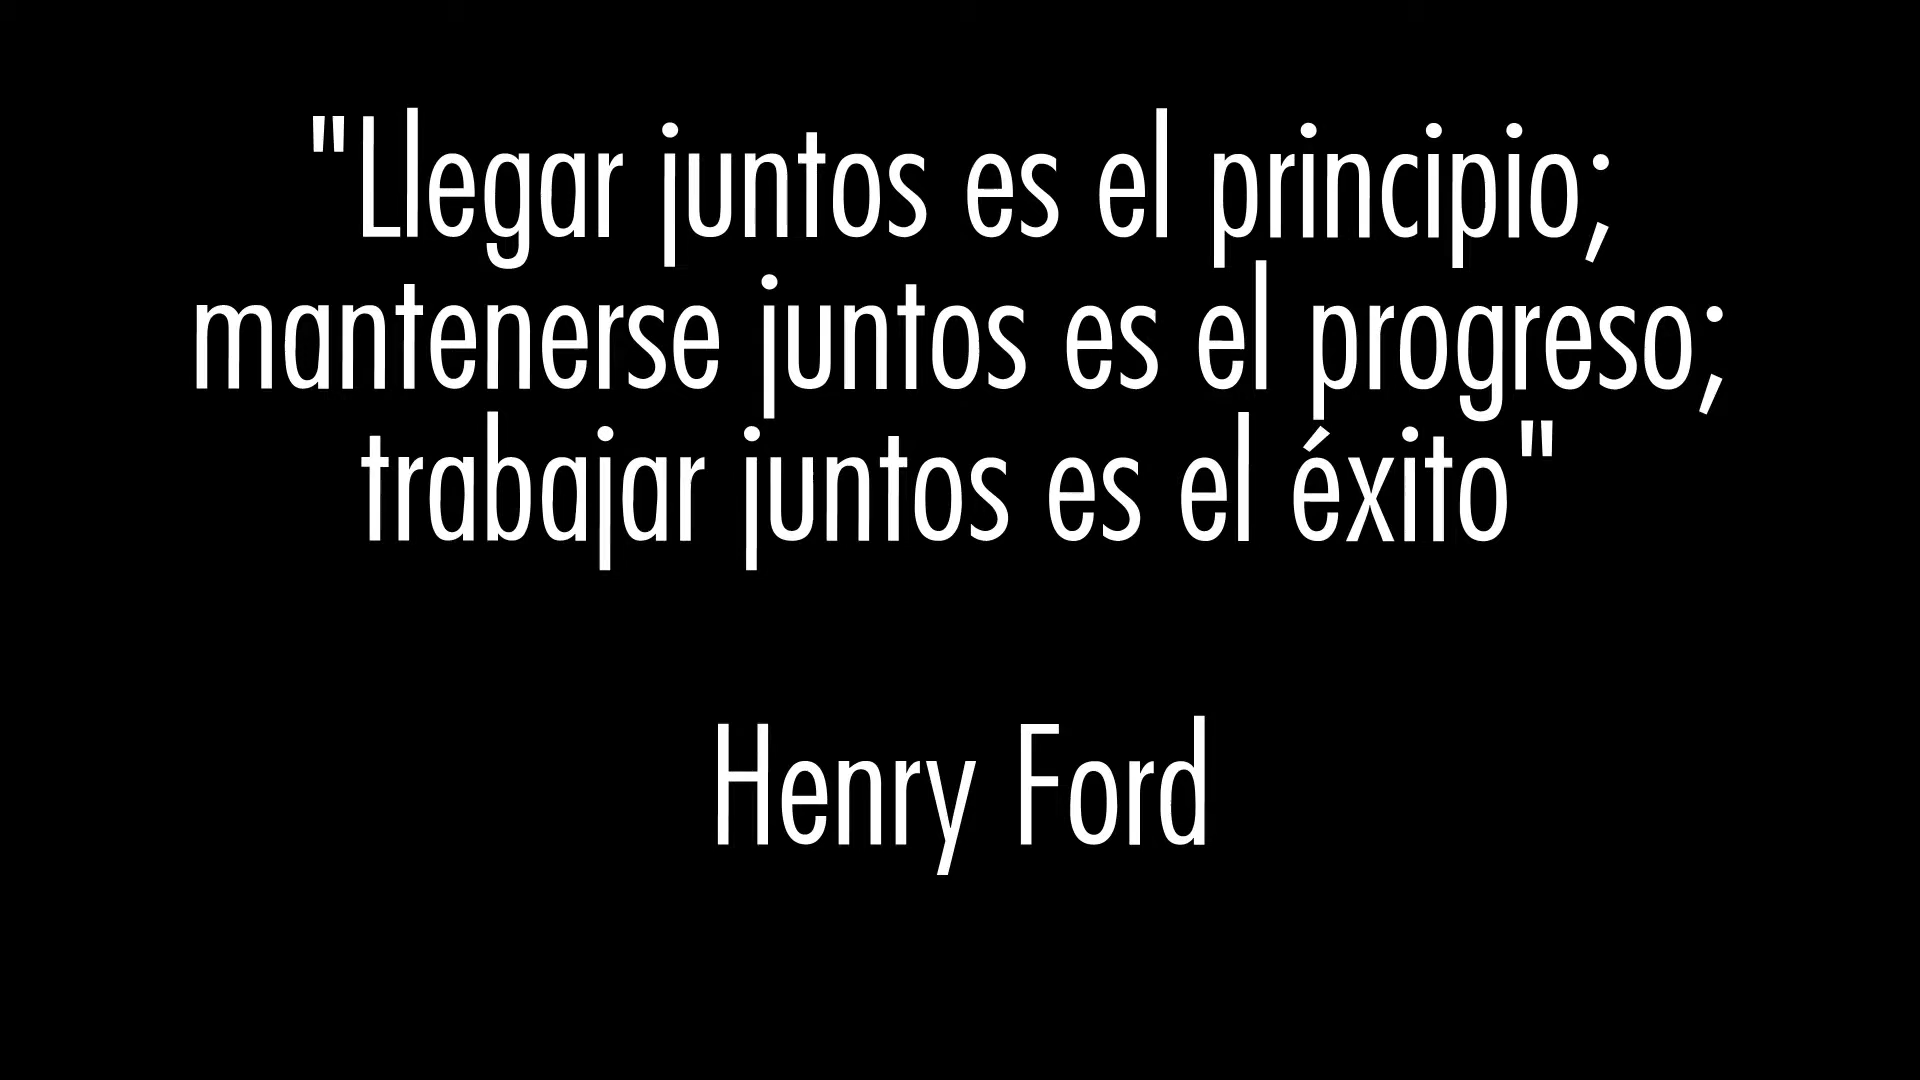 "Llegar juntos es el principio;
mantenerse juntos es el progreso;
trabajar juntos es el éxito"
Henry Ford